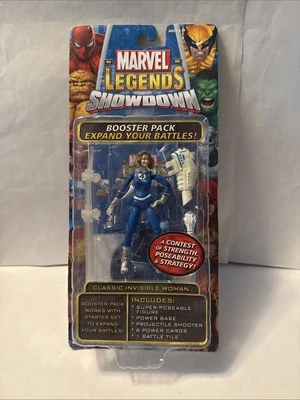 MARVEL
LEGENDS
SHOWDOWN
BOOSTER PACK
EXPAND YOUR BATTLES!
4
A CONTEST
OF STRENGTH,
POSEABILITY
& STRATEGY!
CLASSIC INVISIBLE WOMAN
BOOSTER PACK
WORKS WITH
STARTER SET
TO EXPAND
YOUR BATTLES!
INCLUDES:
• SUPER POSEABLE
FIGURE
• POWER BASE
• PROJECTILE SHOOTER
• 6 POWER CARDS
• 1 BATTLE TILE